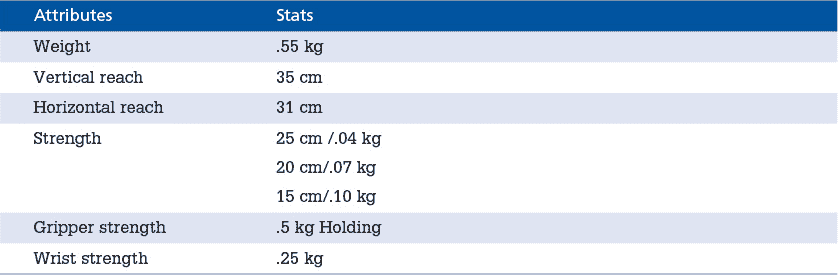 Attributes Stats
Weight .55 kg
Vertical reach 35 cm
Horizontal reach 31 cm
Strength 25 cm /.04 kg
20 cm/.07 kg
15 cm/.10 kg
Gripper strength .5 kg Holding
Wrist strength .25 kg